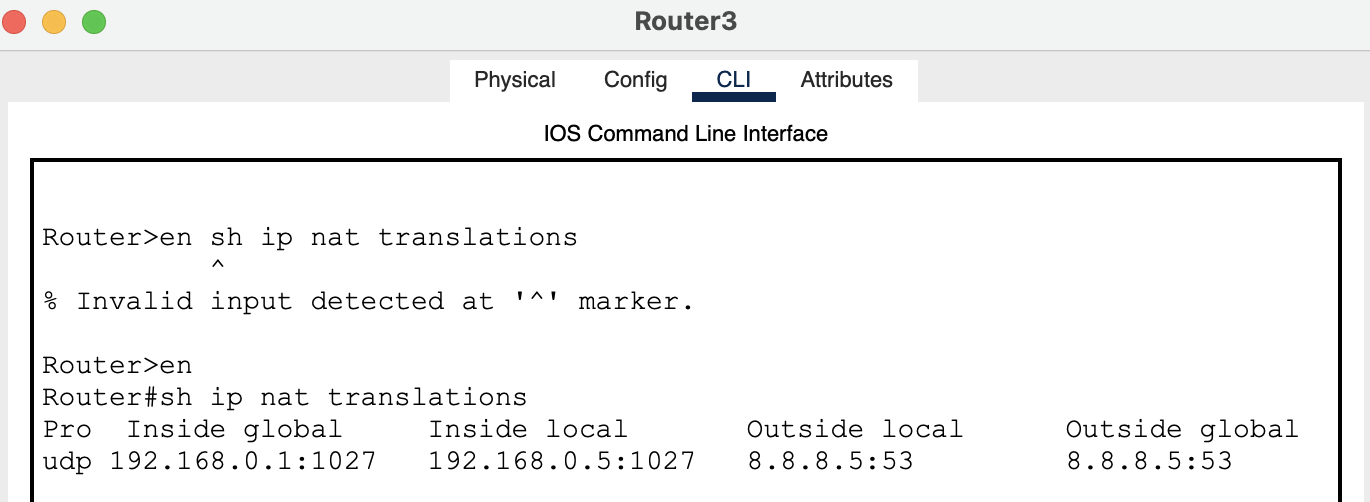 Router3
Physical Config CLI Attributes
IOS Command Line Interface
Router>en sh ip nat translations
^
% Invalid input detected at '^' marker.
Router>en
Router#sh ip nat translations
Pro  Inside global     Inside local       Outside local      Outside global
udp 192.168.0.1:1027   192.168.0.5:1027   8.8.8.5:53         8.8.8.5:53